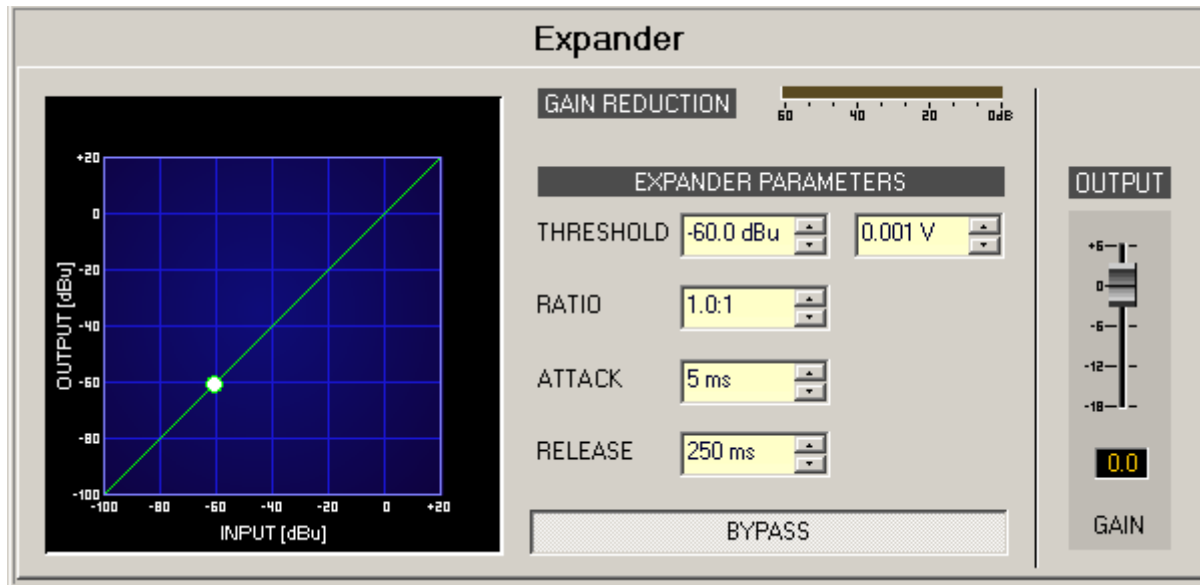 Expander
GAIN REDUCTION
60 40 20 0dB
+20
0
-20
-40
-60
-80
-100
OUTPUT [dBu]
-100 -80 -60 -40 -20 0 +20
INPUT [dBu]
EXPANDER PARAMETERS
THRESHOLD -60.0 dBu 0.001 V
RATIO 1.0:1
ATTACK 5 ms
RELEASE 250 ms
BYPASS
OUTPUT
+6
0
-6
-12
-18
0.0
GAIN